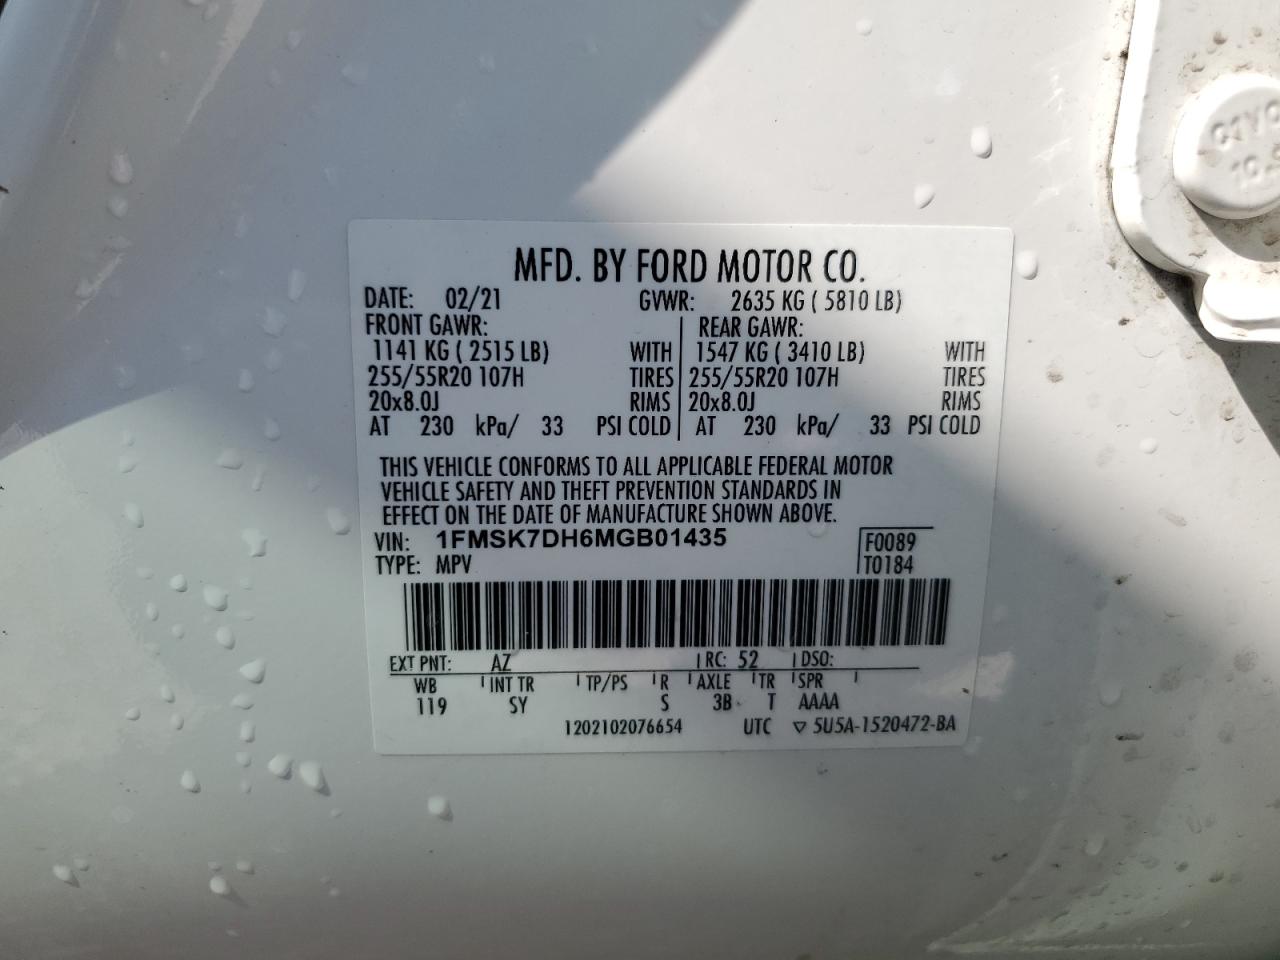 MFD. BY FORD MOTOR CO.
DATE: 02/21 GVWR: 2635 KG ( 5810 LB)
FRONT GAWR: REAR GAWR:
1141 KG ( 2515 LB) WITH 1547 KG ( 3410 LB) WITH
255/55R20 107H TIRES 255/55R20 107H TIRES
20x8.0J RIMS 20x8.0J RIMS
AT 230 kPa/ 33 PSI COLD AT 230 kPa/ 33 PSI COLD
THIS VEHICLE CONFORMS TO ALL APPLICABLE FEDERAL MOTOR
VEHICLE SAFETY AND THEFT PREVENTION STANDARDS IN
EFFECT ON THE DATE OF MANUFACTURE SHOWN ABOVE.
VIN: 1FMSK7DH6MGB01435 F0089
TYPE: MPV T0184
EXT PNT: AZ RC: 52 DSO:
WB INT TR TP/PS R AXLE TR SPR
119 SY S 3B T AAAA
1202102076654 UTC ▽ 5U5A-1520472-BA